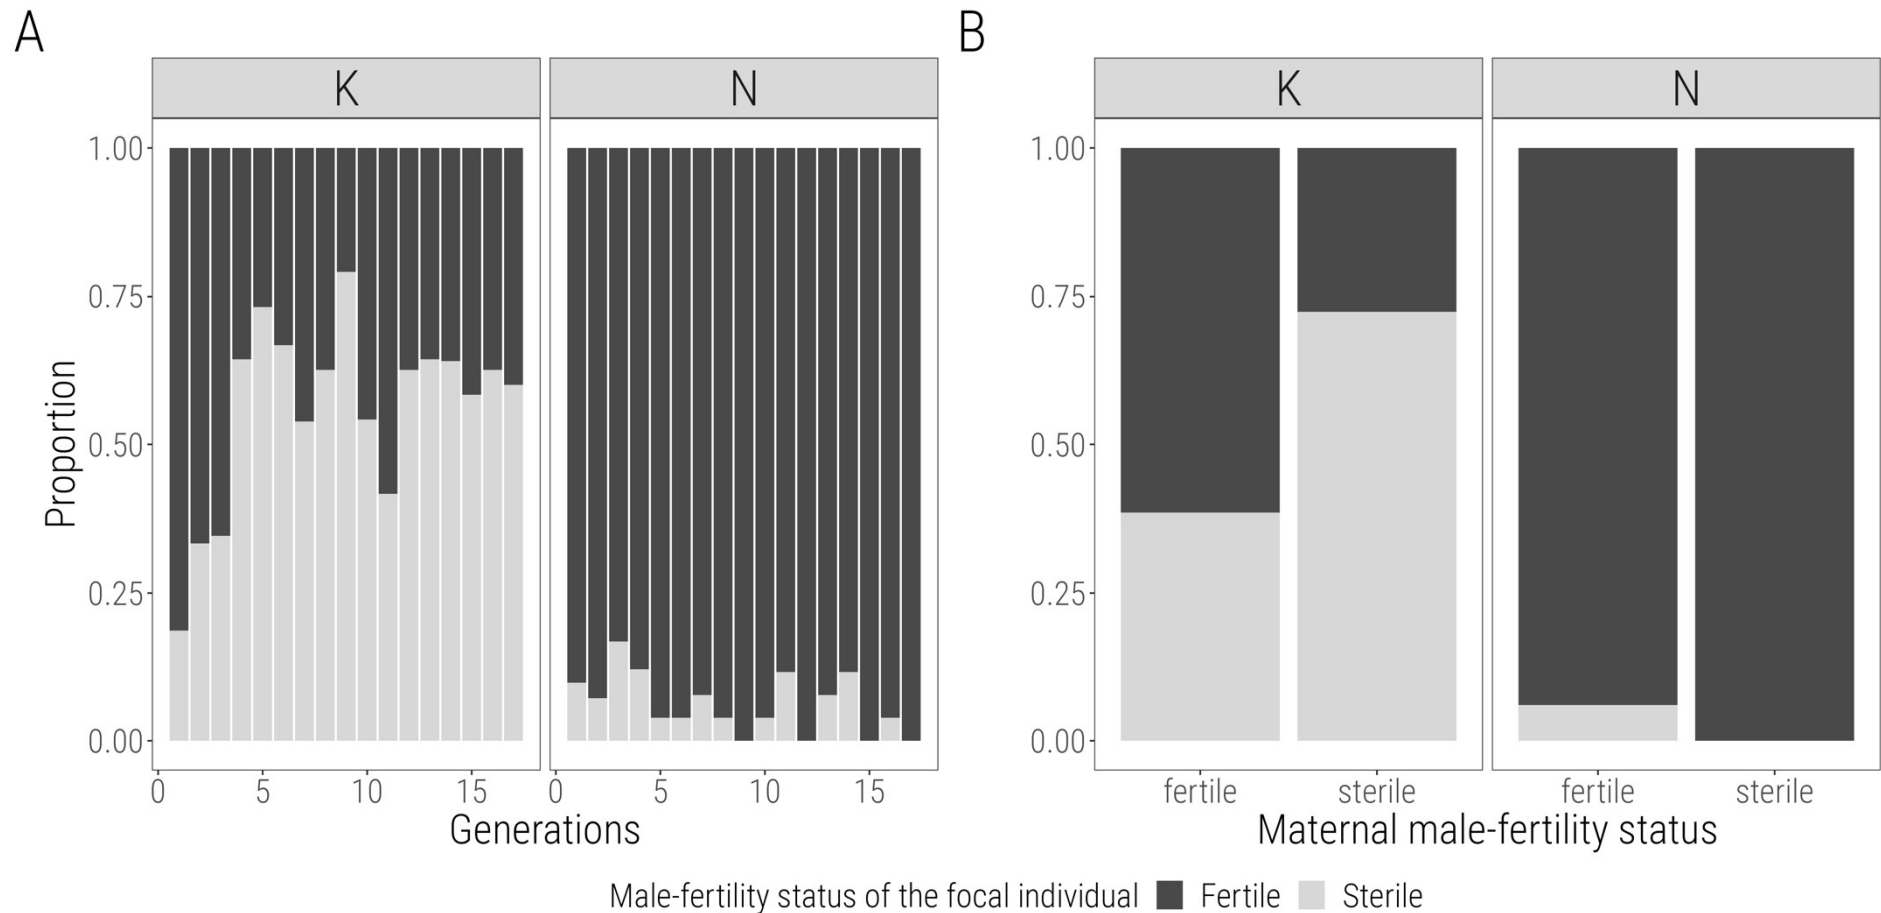 A
B
K
N
K
N
Proportion
1.00
0.75
0.50
0.25
0.00
0 5 10 15
0 5 10 15
Generations
1.00
0.75
0.50
0.25
0.00
fertile sterile
fertile sterile
Maternal male-fertility status
Male-fertility status of the focal individual Fertile Sterile